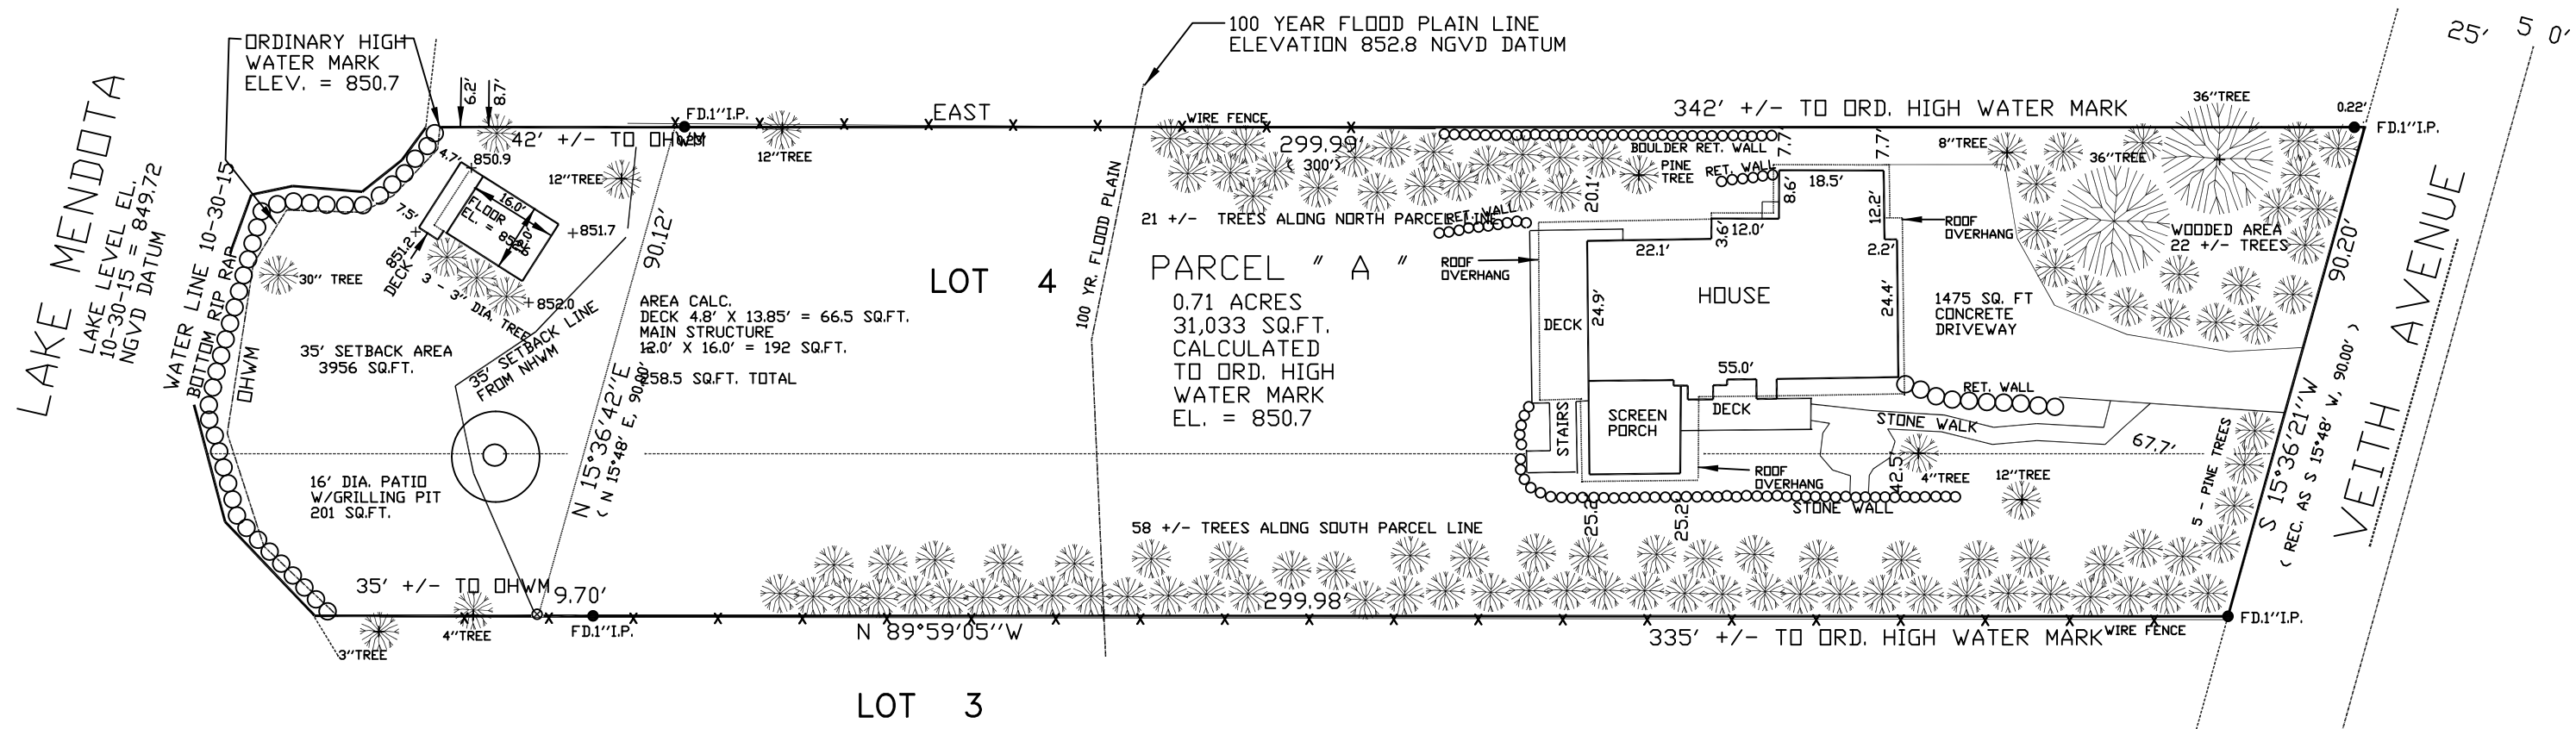 ORDINARY HIGH
WATER MARK
ELEV. = 850.7
6.2'
8.7'
100 YEAR FLOOD PLAIN LINE
ELEVATION 852.8 NGVD DATUM
25'
5 0'
LAKE MENDOTA
LAKE LEVEL EL.
10-30-15 = 849.72
NGVD DATUM
WATER LINE 10-30-15
BOTTOM RIP RAP
OHWM
FD.1"I.P.
42' +/- TO OHWM
EAST
12"TREE
12"TREE
WIRE FENCE
299.99'
( 300')
342' +/- TO ORD. HIGH WATER MARK
36"TREE
0.22'
FD.1"I.P.
BOULDER RET. WALL
7.7'
7.7'
8"TREE
36"TREE
PINE
TREE
RET. WALL
4.7'
850.9
7.5'
16.0'
FLOOR
851.2
DECK
+851.7
+852.0
3 - 3" DIA. TREE
30" TREE
90.12'
21 +/- TREES ALONG NORTH PARCEL LINE
RET. WALL
20.1'
8.6'
18.5'
12.2'
12.0'
3.6'
22.1'
2.2'
ROOF
OVERHANG
ROOF
OVERHANG
WOODED AREA
22 +/- TREES
90.20'
VEITH AVENUE
LOT 4
100 YR. FLOOD PLAIN
PARCEL " A "
0.71 ACRES
31,033 SQ.FT.
CALCULATED
TO ORD. HIGH
WATER MARK
EL. = 850.7
AREA CALC.
DECK 4.8' X 13.85' = 66.5 SQ.FT.
MAIN STRUCTURE
12.0' X 16.0' = 192 SQ.FT.
258.5 SQ.FT. TOTAL
35' SETBACK AREA
3956 SQ.FT.
35' SETBACK LINE
FROM NHWM
N 15°36'42"E
( N 15°48' E, 90.00')
HOUSE
DECK
24.9'
24.4'
1475 SQ. FT
CONCRETE
DRIVEWAY
55.0'
SCREEN
PORCH
DECK
STAIRS
RET. WALL
STONE WALK
67.7'
ROOF
OVERHANG
42.5'
4"TREE
12"TREE
STONE WALL
25.2'
25.2'
5 - PINE TREES
S 15°36'21"W
( REC. AS S 15°48' W, 90.00' )
16' DIA. PATIO
W/GRILLING PIT
201 SQ.FT.
58 +/- TREES ALONG SOUTH PARCEL LINE
35' +/- TO OHWM
9.70'
299.98'
4"TREE
3"TREE
FD.1"I.P.
N 89°59'05"W
335' +/- TO ORD. HIGH WATER MARK
WIRE FENCE
FD.1"I.P.
LOT 3